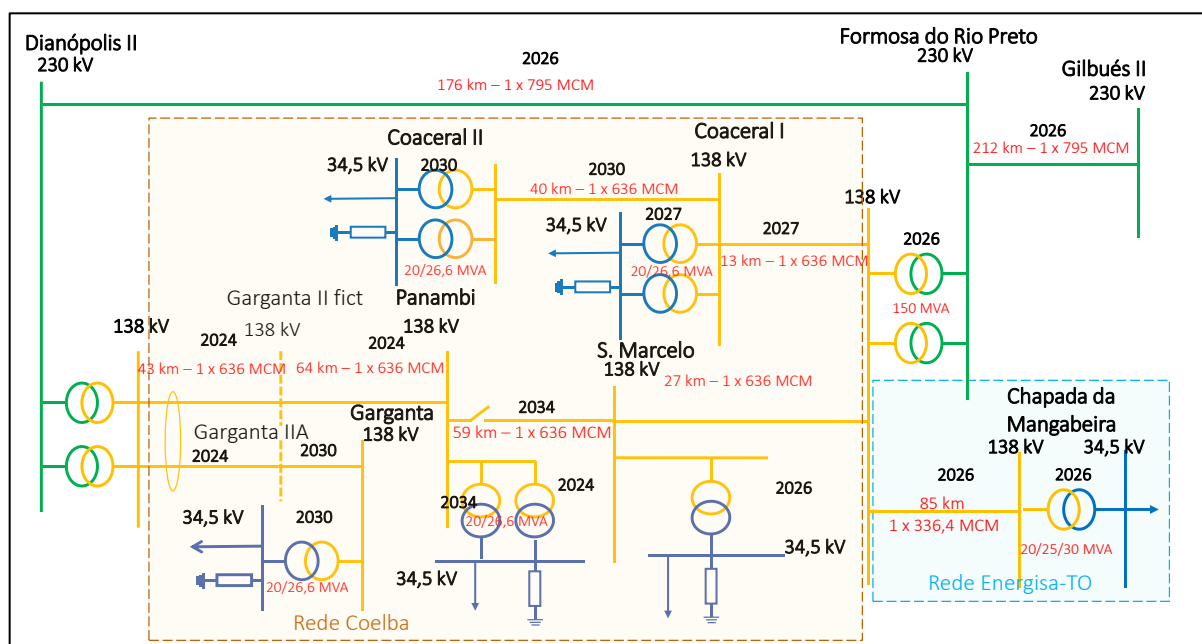 Dianópolis II
230 kV
Formosa do Rio Preto
230 kV
Gilbués II
230 kV
2026
176 km – 1 x 795 MCM
2026
212 km – 1 x 795 MCM
Coaceral II
34,5 kV
2030
20/26,6 MVA
2030
40 km – 1 x 636 MCM
Coaceral I
138 kV
34,5 kV
2027
20/26,6 MVA
2027
13 km – 1 x 636 MCM
138 kV
2026
150 MVA
Garganta II fict
138 kV
Panambi
138 kV
138 kV
2024
43 km – 1 x 636 MCM
2024
64 km – 1 x 636 MCM
S. Marcelo
138 kV
27 km – 1 x 636 MCM
Garganta IIA
2024
2030
Garganta
138 kV
2034
59 km – 1 x 636 MCM
34,5 kV
2030
20/26,6 MVA
2034
2024
20/26,6 MVA
34,5 kV
2026
34,5 kV
Rede Coelba
Chapada da
Mangabeira
138 kV
34,5 kV
2026
85 km
1 x 336,4 MCM
2026
20/25/30 MVA
Rede Energisa-TO